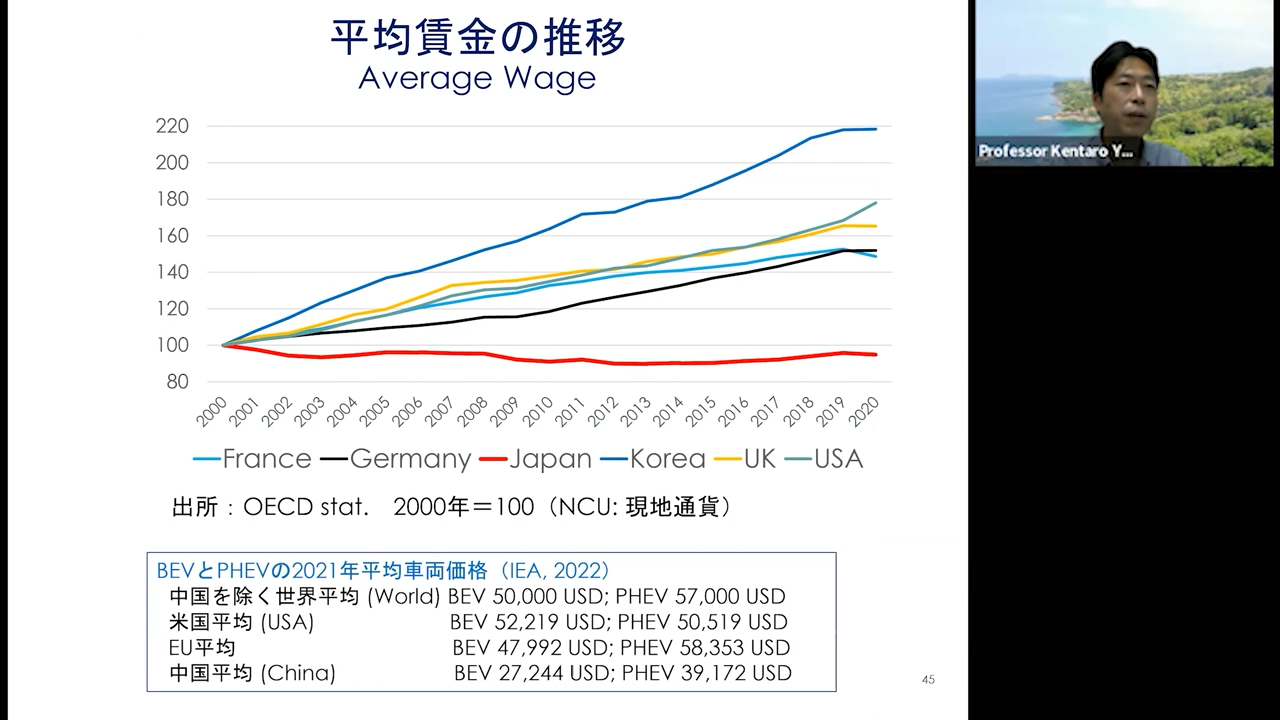 平均賃金の推移
Average Wage
220
200
180
160
140
120
100
80
2000 2001 2002 2003 2004 2005 2006 2007 2008 2009 2010 2011 2012 2013 2014 2015 2016 2017 2018 2019 2020
France Germany Japan Korea UK USA
出所：OECD stat. 2000年＝100（NCU: 現地通貨）
BEVとPHEVの2021年平均車両価格（IEA, 2022）
中国を除く世界平均 (World) BEV 50,000 USD; PHEV 57,000 USD
米国平均 (USA) BEV 52,219 USD; PHEV 50,519 USD
EU平均 BEV 47,992 USD; PHEV 58,353 USD
中国平均 (China) BEV 27,244 USD; PHEV 39,172 USD
45
Professor Kentaro Y...